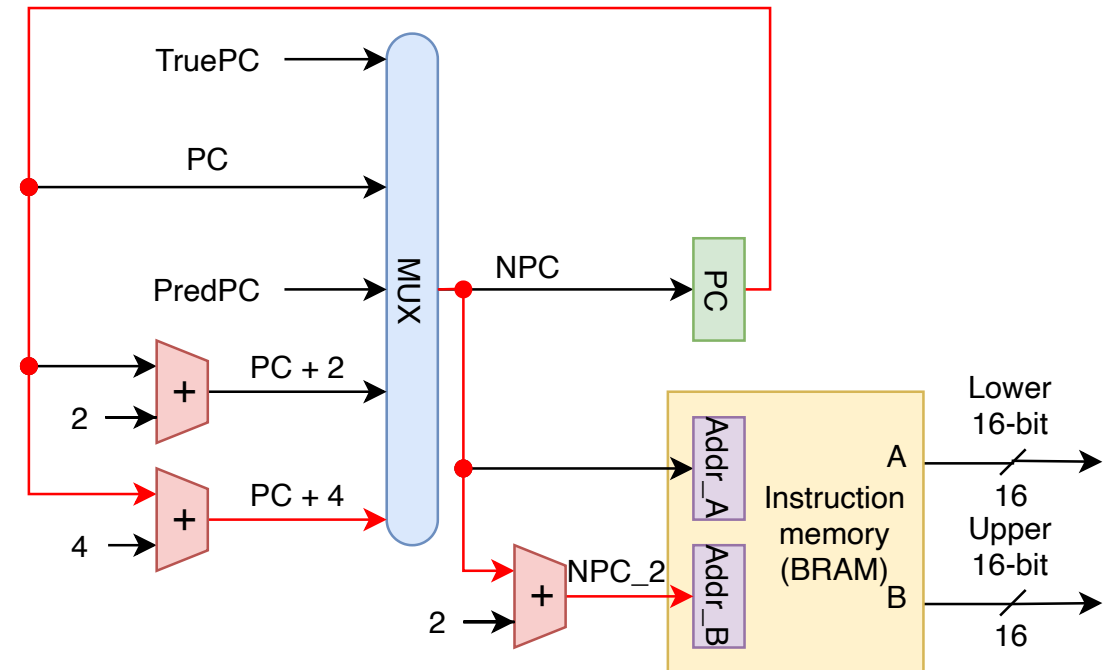 TruePC
PC
PredPC
MUX
NPC
PC
PC + 2
+
2
PC + 4
+
4
Addr_A
A
Lower
16-bit
16
Instruction
memory
(BRAM)
NPC_2
+
2
Addr_B
B
Upper
16-bit
16